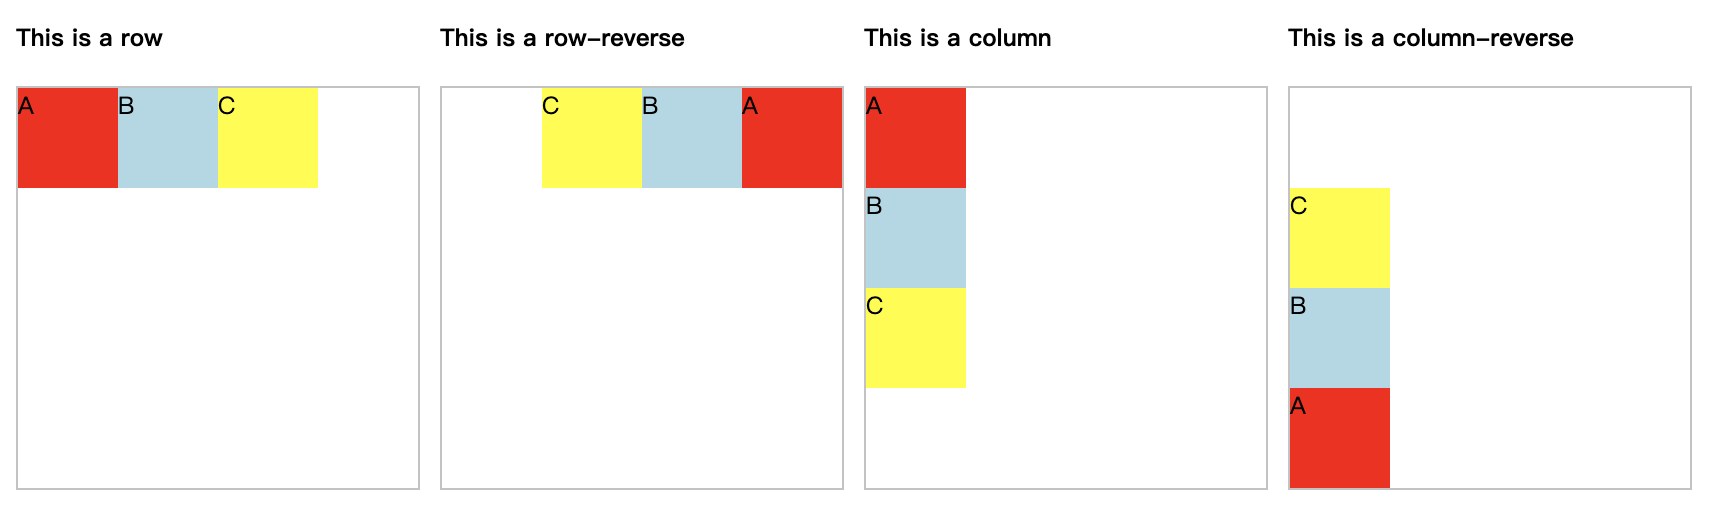 This is a row
A B C
This is a row-reverse
C B A
This is a column
A
B
C
This is a column-reverse
C
B
A